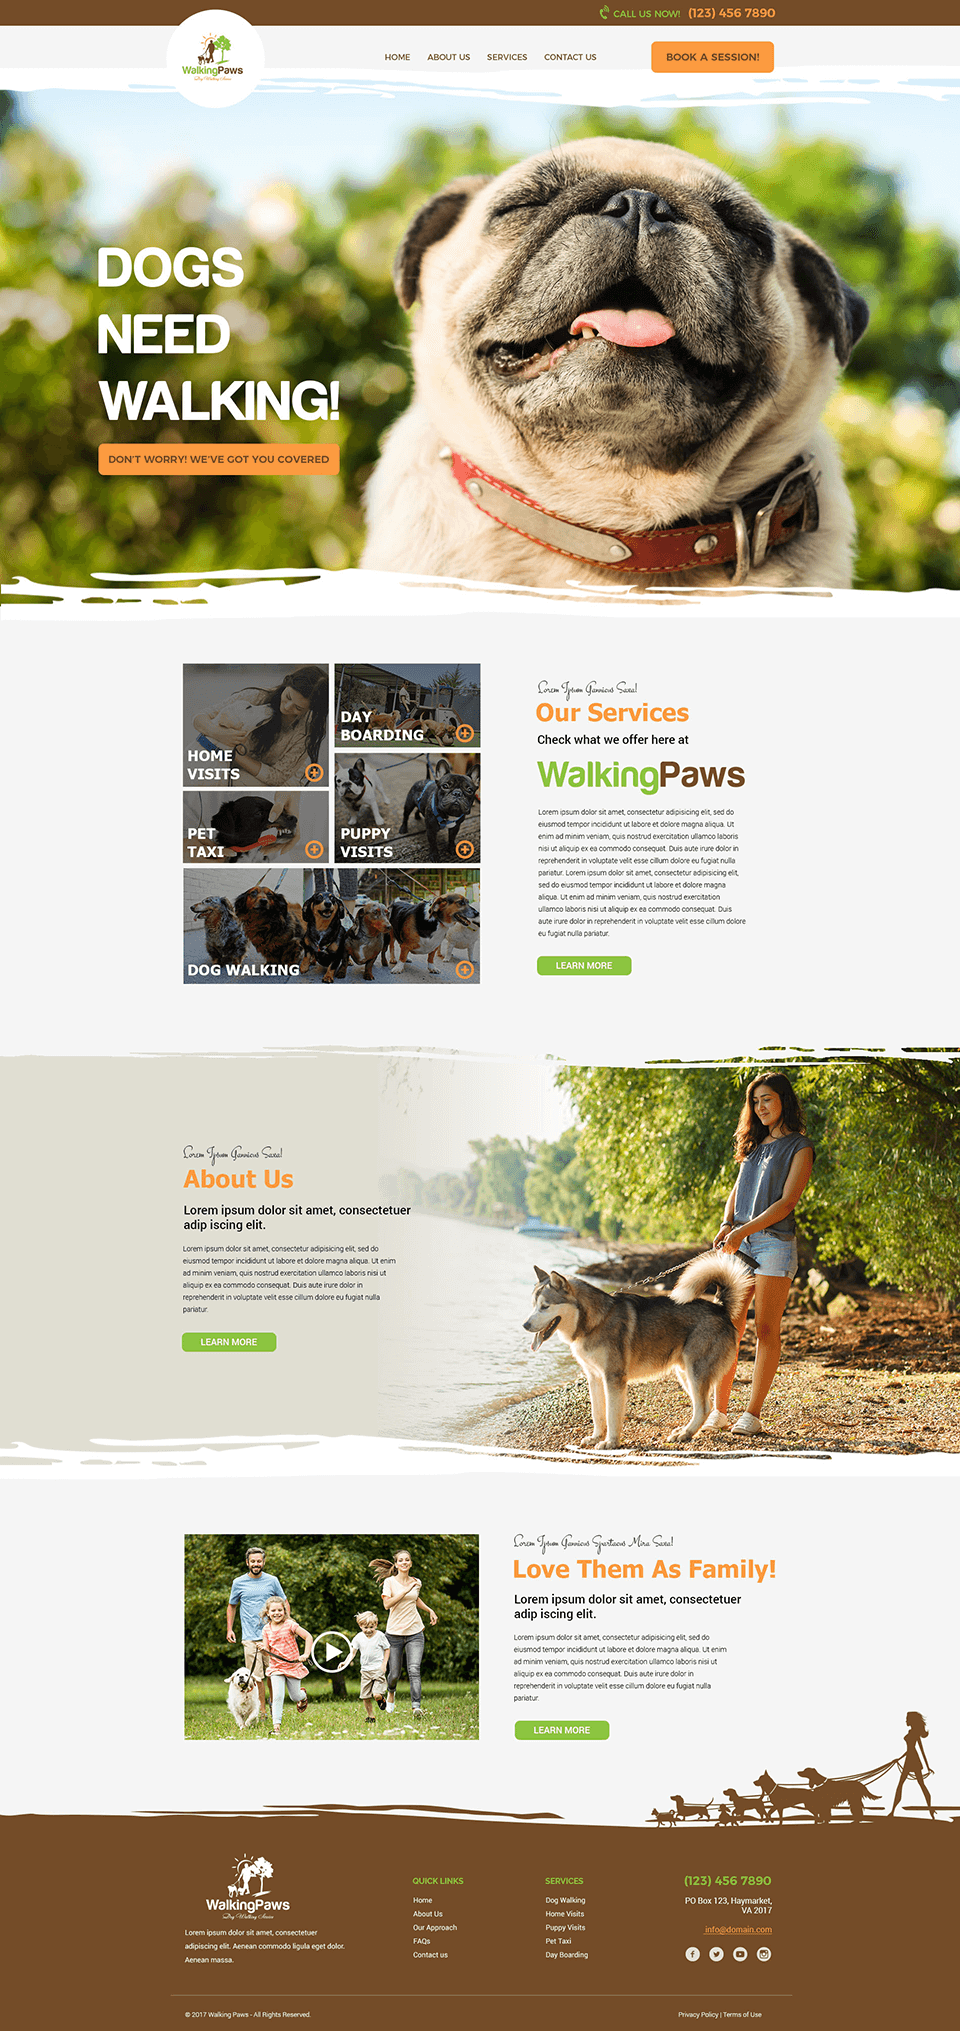 CALL US NOW! (123) 456 7890
WalkingPaws
Dog Walking Service
HOME ABOUT US SERVICES CONTACT US
BOOK A SESSION!
DOGS
NEED
WALKING!
DON'T WORRY! WE'VE GOT YOU COVERED
HOME
VISITS
DAY
BOARDING
PET
TAXI
PUPPY
VISITS
DOG WALKING
Lorem Ipsum Gannicus Saxa!
Our Services
Check what we offer here at
WalkingPaws
Lorem ipsum dolor sit amet, consectetur adipisicing elit, sed do
eiusmod tempor incididunt ut labore et dolore magna aliqua. Ut
enim ad minim veniam, quis nostrud exercitation ullamco laboris
nisi ut aliquip ex ea commodo consequat. Duis aute irure dolor in
reprehenderit in voluptate velit esse cillum dolore eu fugiat nulla
pariatur. Lorem ipsum dolor sit amet, consectetur adipisicing elit,
sed do eiusmod tempor incididunt ut labore et dolore magna
aliqua. Ut enim ad minim veniam, quis nostrud exercitation
ullamco laboris nisi ut aliquip ex ea commodo consequat. Duis
aute irure dolor in reprehenderit in voluptate velit esse cillum dolore
eu fugiat nulla pariatur.
LEARN MORE
Lorem Ipsum Gannicus Saxa!
About Us
Lorem ipsum dolor sit amet, consectetuer
adip iscing elit.
Lorem ipsum dolor sit amet, consectetur adipisicing elit, sed do
eiusmod tempor incididunt ut labore et dolore magna aliqua. Ut enim
ad minim veniam, quis nostrud exercitation ullamco laboris nisi ut
aliquip ex ea commodo consequat. Duis aute irure dolor in
reprehenderit in voluptate velit esse cillum dolore eu fugiat nulla
pariatur.
LEARN MORE
Lorem Ipsum Gannicus Spartacus Mira Saxa!
Love Them As Family!
Lorem ipsum dolor sit amet, consectetuer
adip iscing elit.
Lorem ipsum dolor sit amet, consectetur adipisicing elit, sed do
eiusmod tempor incididunt ut labore et dolore magna aliqua. Ut enim
ad minim veniam, quis nostrud exercitation ullamco laboris nisi ut
aliquip ex ea commodo consequat. Duis aute irure dolor in
reprehenderit in voluptate velit esse cillum dolore eu fugiat nulla
pariatur.
LEARN MORE
WalkingPaws
Dog Walking Service
Lorem ipsum dolor sit amet, consectetuer
adipiscing elit. Aenean commodo ligula eget dolor.
Aenean massa.
QUICK LINKS
Home
About Us
Our Approach
FAQs
Contact us
SERVICES
Dog Walking
Home Visits
Puppy Visits
Pet Taxi
Day Boarding
(123) 456 7890
PO Box 123, Haymarket,
VA 2017
info@domain.com
© 2017 Walking Paws - All Rights Reserved.
Privacy Policy | Terms of Use